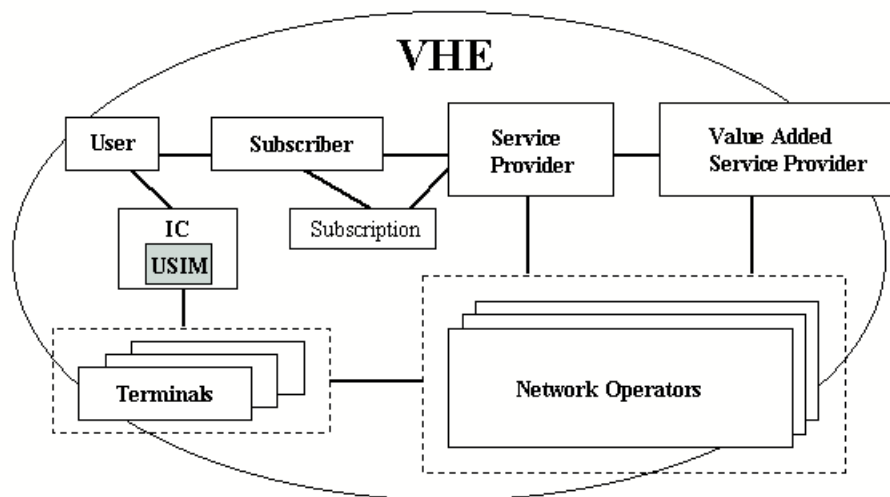 VHE
User
Subscriber
Service
Provider
Value Added
Service Provider
IC
USIM
Subscription
Terminals
Network Operators